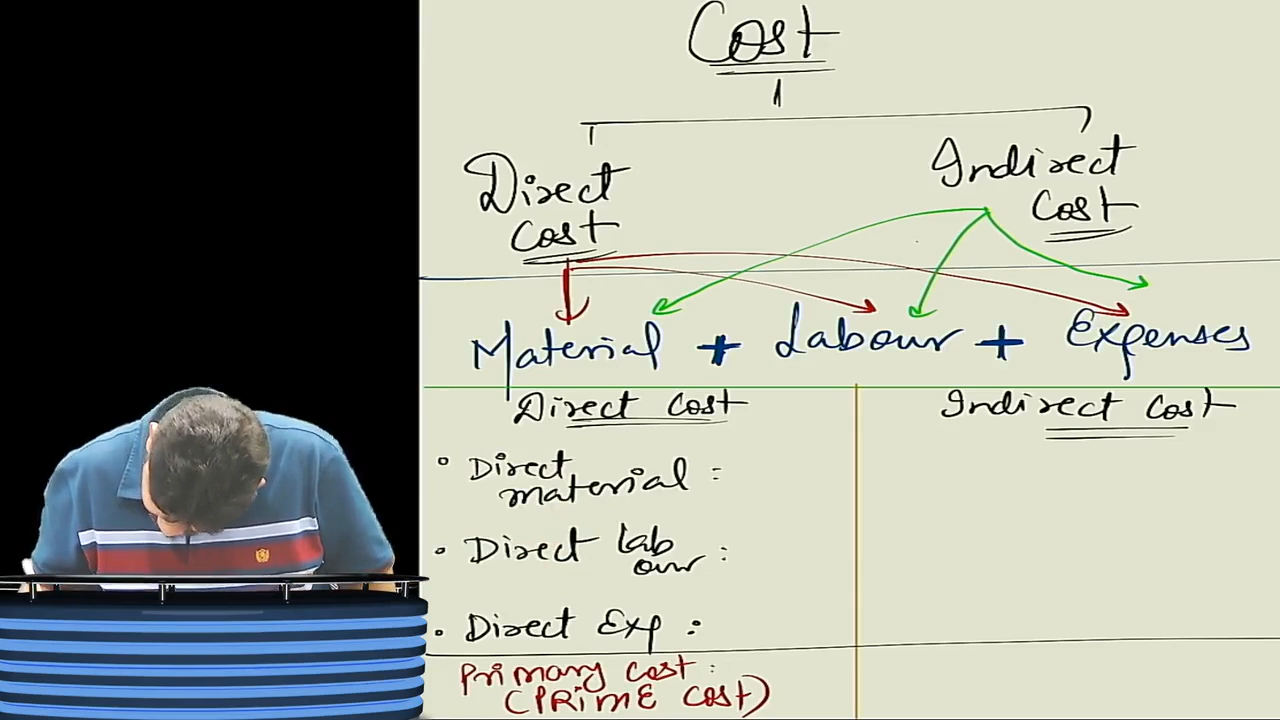 Cost
Direct
Cost
Indirect
Cost
Material + Labour + Expenses
Direct Cost
Indirect Cost
• Direct
material :
• Direct Lab
our :
• Direct Exp :
Primary Cost :
(PRIME Cost)